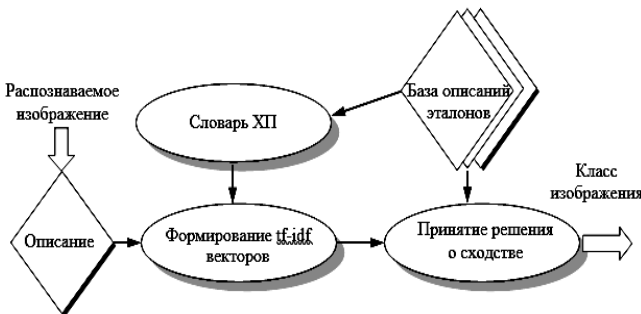 Распознаваемое
изображение
База описаний
эталонов
Словарь ХП
Класс
изображения
Описание
Формирование tf-idf
векторов
Принятие решения
о сходстве